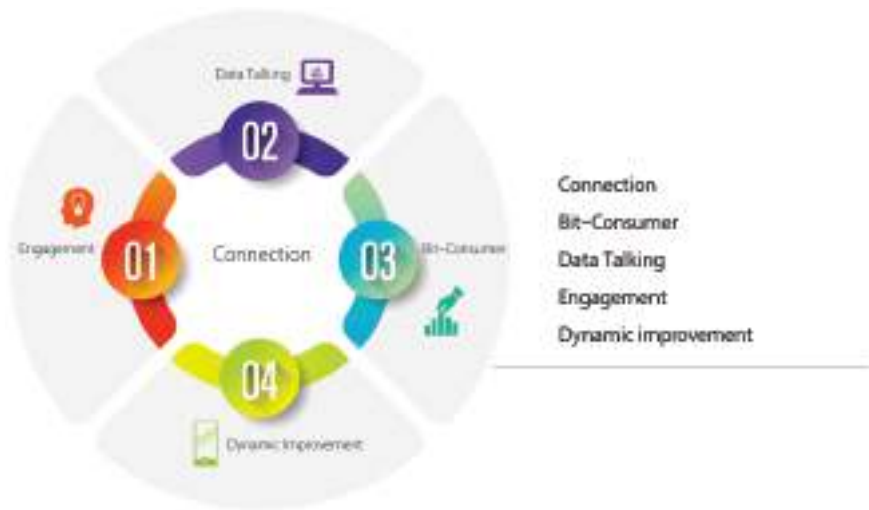 Data Talking
02
Engagement
01
Connection
03
Bit-Consumer
04
Dynamic Improvement
Connection
Bit-Consumer
Data Talking
Engagement
Dynamic improvement